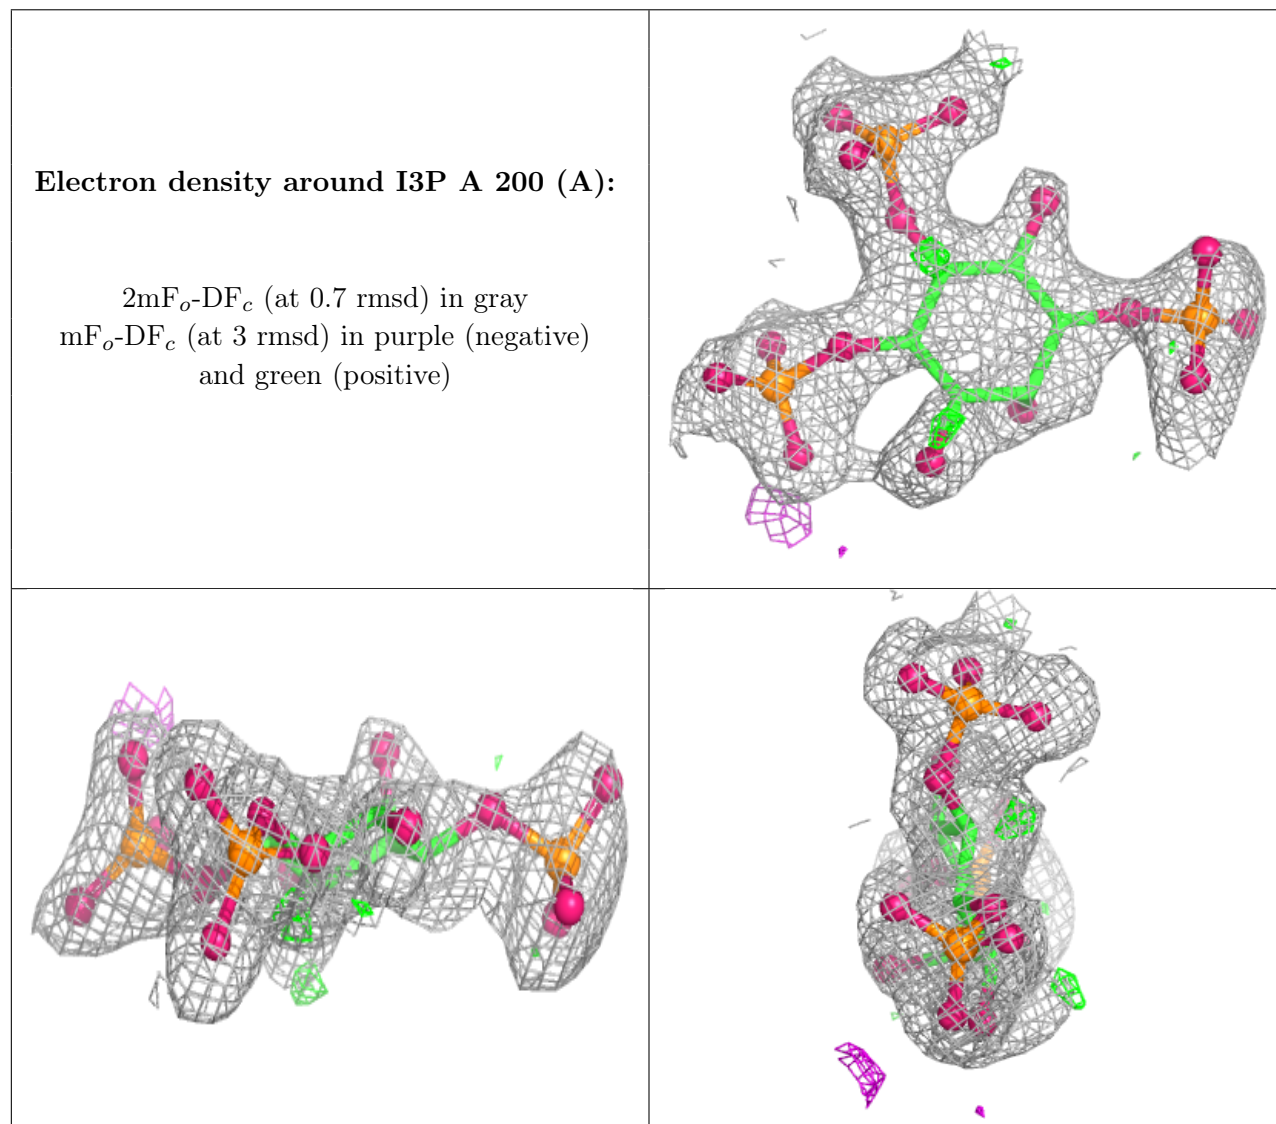 Electron density around I3P A 200 (A):
2mFo-DFc (at 0.7 rmsd) in gray
mFo-DFc (at 3 rmsd) in purple (negative)
and green (positive)